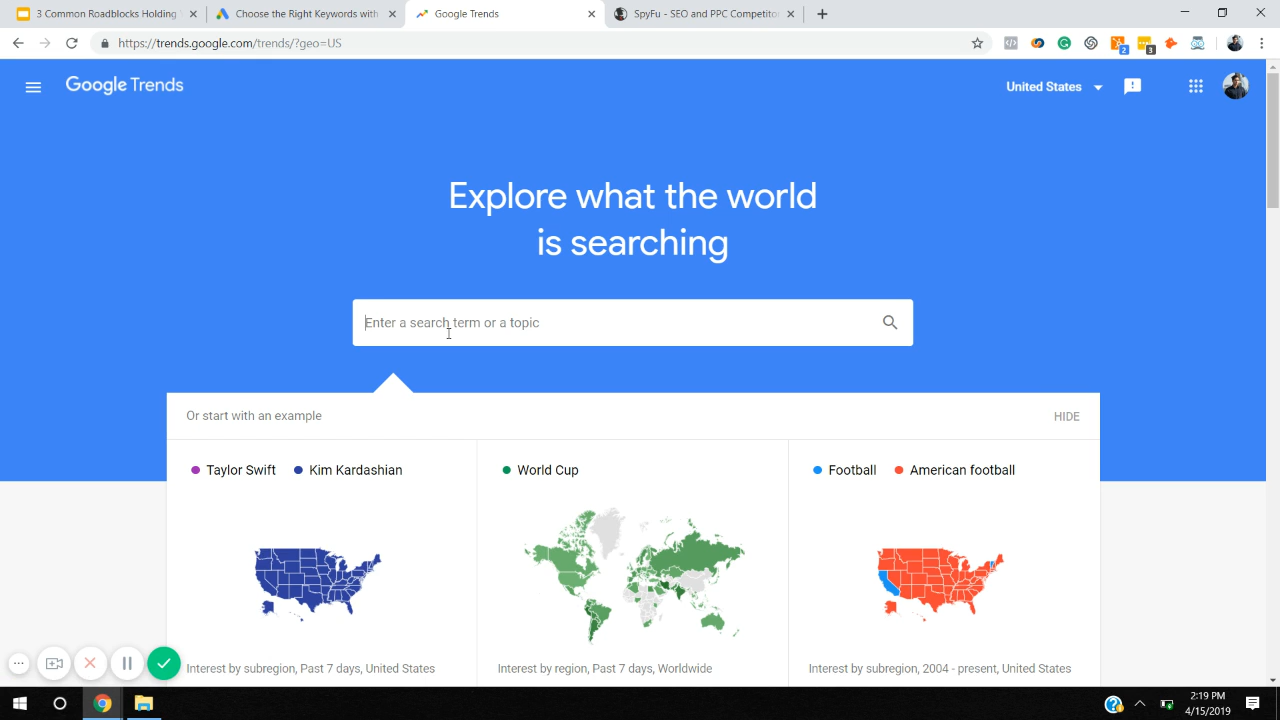 3 Common Roadblocks Holding
Choose the Right Keywords with
Google Trends
SpyFu - SEO and PPC Competito
https://trends.google.com/trends/?geo=US
2
3
Google Trends
United States
Explore what the world
is searching
Enter a search term or a topic
Or start with an example
HIDE
Taylor Swift
Kim Kardashian
World Cup
Football
American football
Interest by subregion, Past 7 days, United States
Interest by region, Past 7 days, Worldwide
Interest by subregion, 2004 - present, United States
2:19 PM
4/15/2019